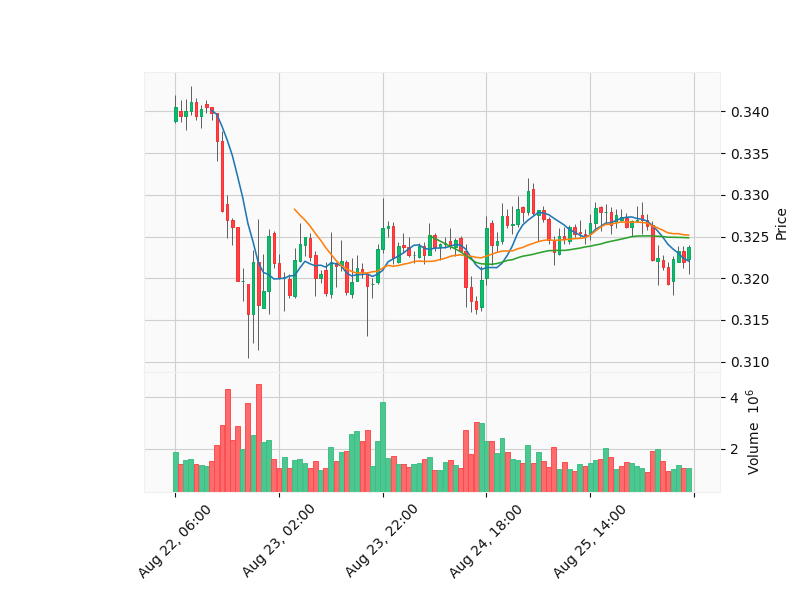 0.340
0.335
0.330
0.325
0.320
0.315
0.310
Price
4
2
Volume 10^6
Aug 22, 06:00
Aug 23, 02:00
Aug 23, 22:00
Aug 24, 18:00
Aug 25, 14:00